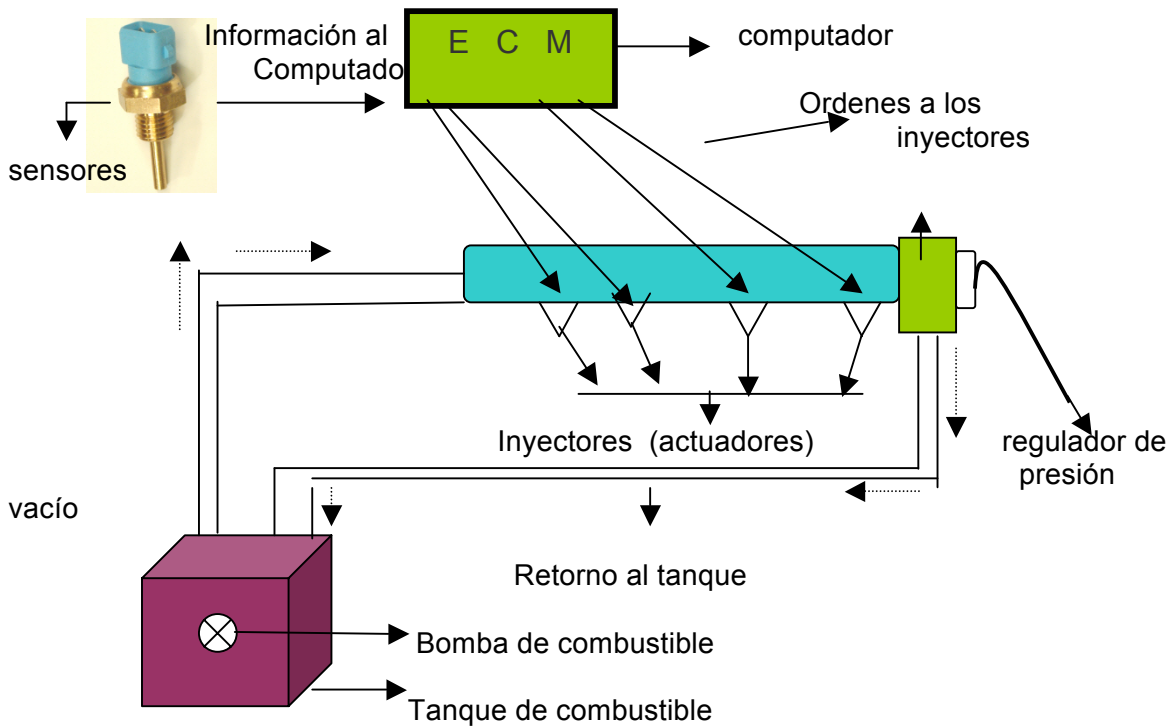 Información al
Computado
E C M
computador
Ordenes a los
inyectores
sensores
Inyectores (actuadores)
regulador de
presión
vacío
Retorno al tanque
Bomba de combustible
Tanque de combustible